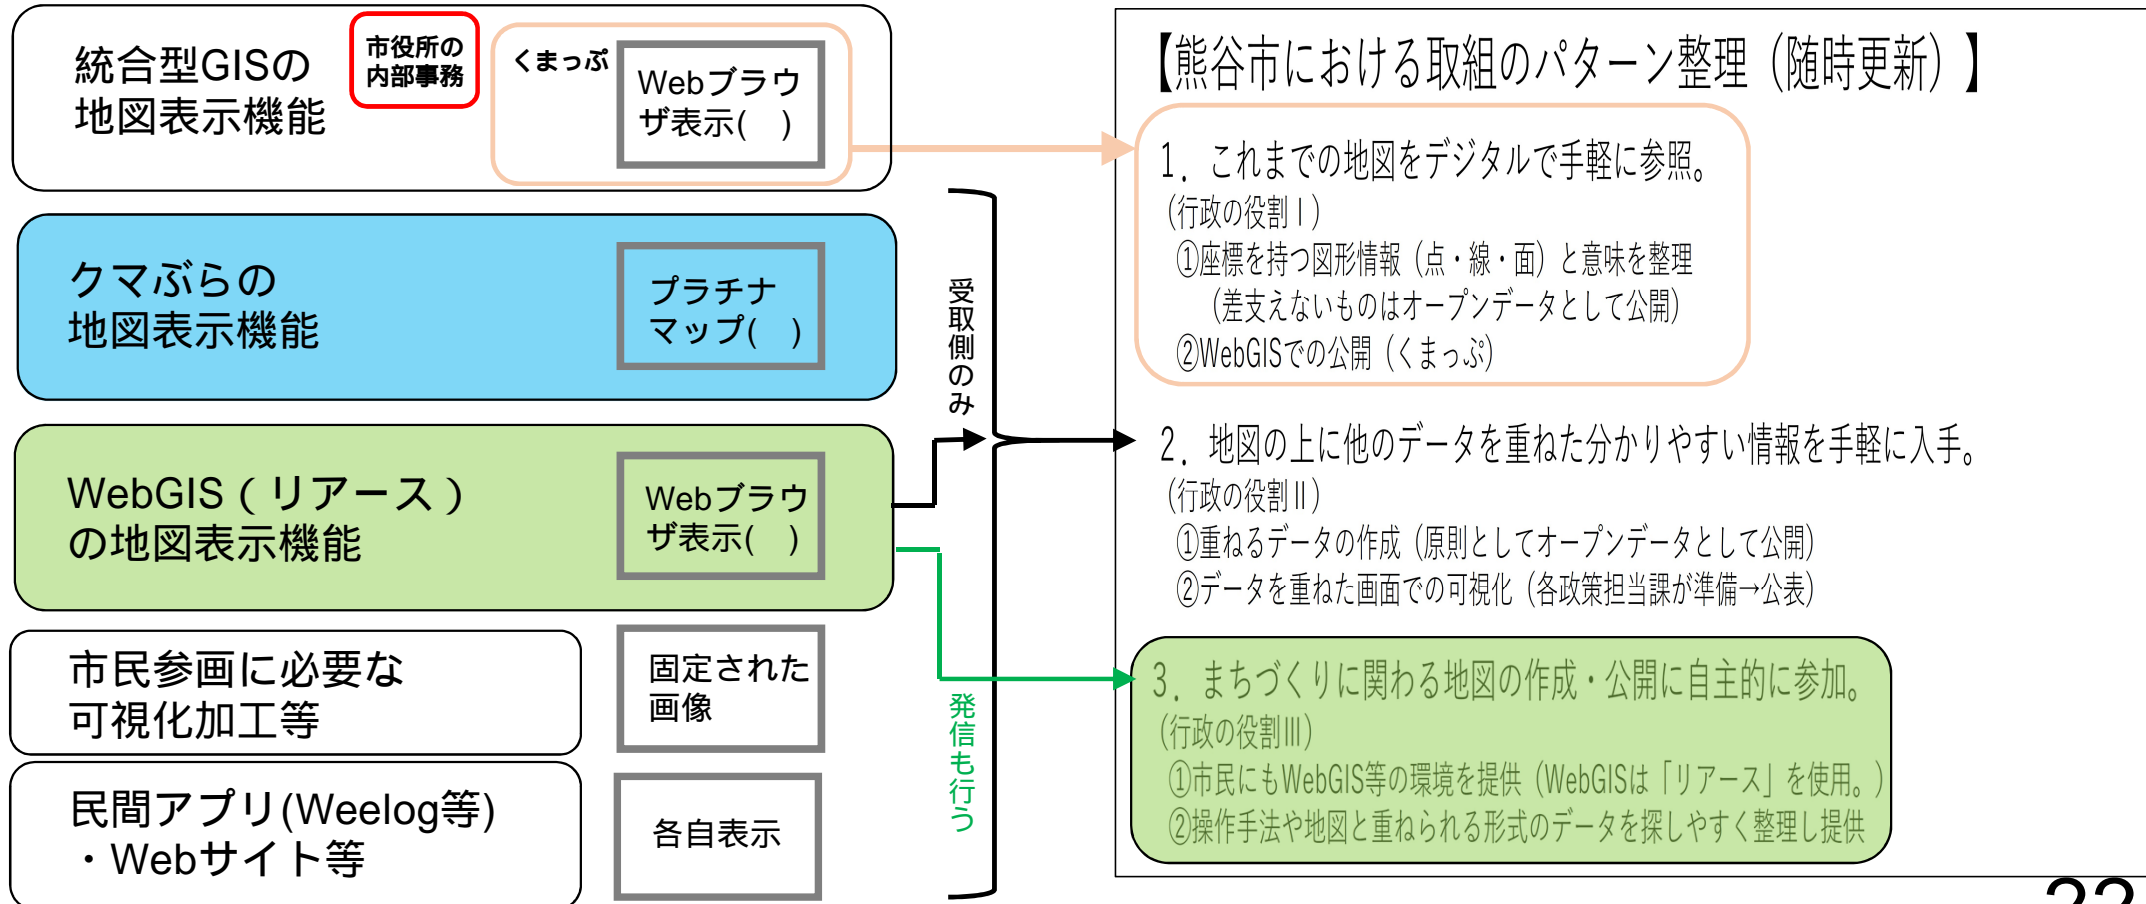 統合型GISの
地図表示機能
市役所の
内部事務
くまっぷ
Webブラウ
ザ表示(　)
クマぶらの
地図表示機能
プラチナ
マップ(　)
WebGIS（リアース）
の地図表示機能
Webブラウ
ザ表示(　)
市民参画に必要な
可視化加工等
固定された
画像
民間アプリ(Weelog等)
・Webサイト等
各自表示
受取側のみ
発信も行う
【熊谷市における取組のパターン整理（随時更新）】
1．これまでの地図をデジタルで手軽に参照。
（行政の役割Ⅰ）
①座標を持つ図形情報（点・線・面）と意味を整理
（差支えないものはオープンデータとして公開）
②WebGISでの公開（くまっぷ）
2．地図の上に他のデータを重ねた分かりやすい情報を手軽に入手。
（行政の役割Ⅱ）
①重ねるデータの作成（原則としてオープンデータとして公開）
②データを重ねた画面での可視化（各政策担当課が準備→公表）
3．まちづくりに関わる地図の作成・公開に自主的に参加。
（行政の役割Ⅲ）
①市民にもWebGIS等の環境を提供（WebGISは「リアース」を使用。）
②操作手法や地図と重ねられる形式のデータを探しやすく整理し提供